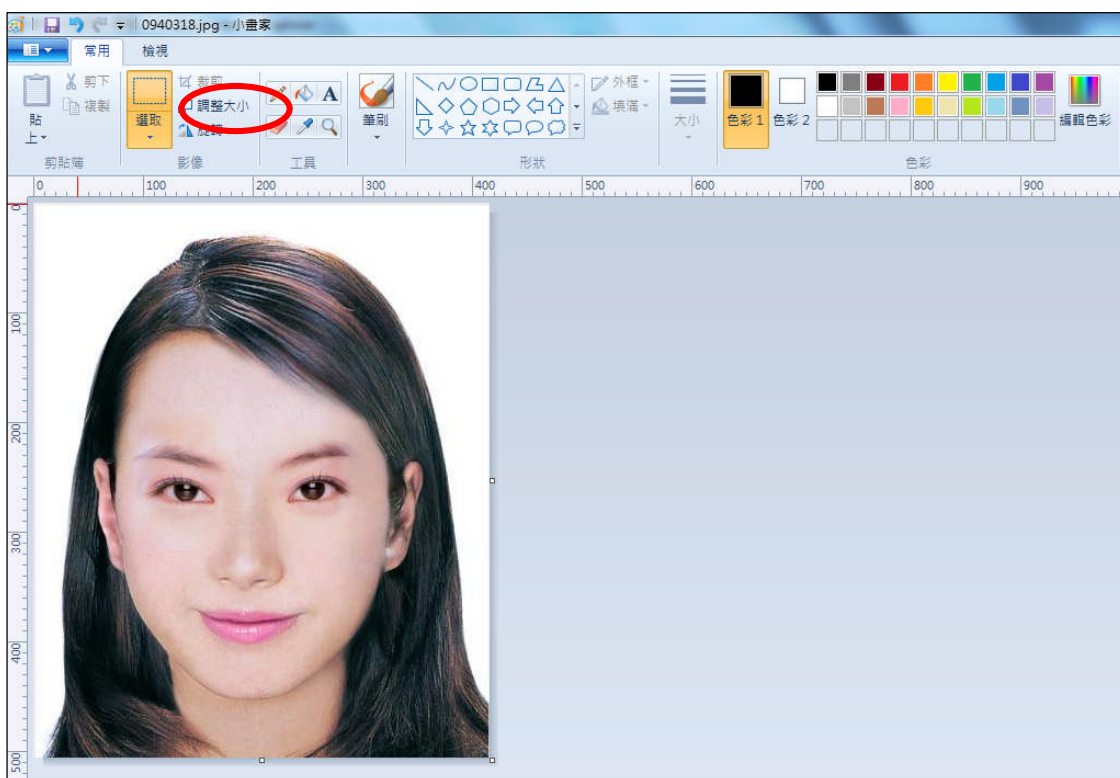 0940318.jpg - 小畫家
常用 檢視
剪下 裁剪 外框
複製 調整大小 填滿
貼上 選取 旋轉 筆刷 大小 色彩 1 色彩 2 編輯色彩
剪貼簿 影像 工具 形狀 色彩
0 100 200 300 400 500 600 700 800 900
0
100
200
300
400
500